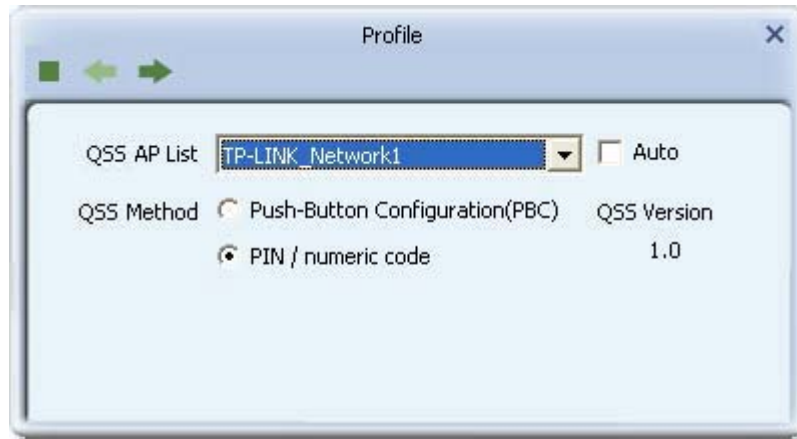 Profile
QSS AP List TP-LINK_Network1 Auto
QSS Method Push-Button Configuration(PBC) QSS Version
PIN / numeric code 1.0